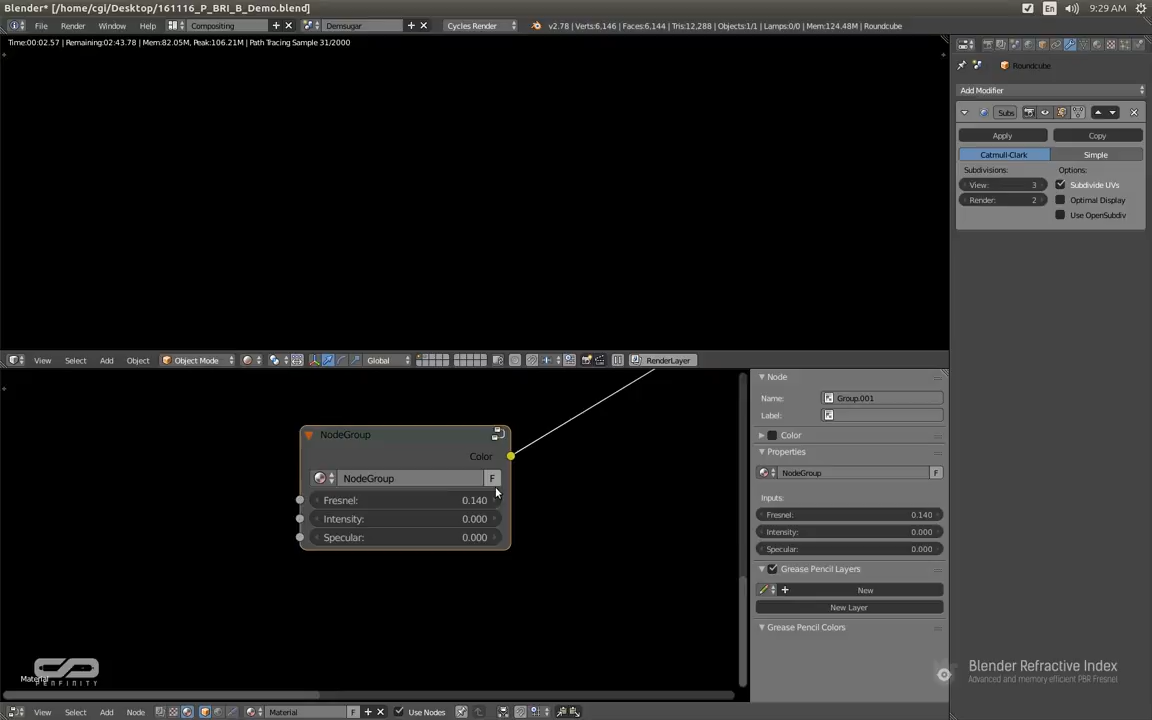 Blender* [/home/cgi/Desktop/161116_P_BRI_B_Demo.blend]
En 9:29 AM
File Render Window Help Compositing Demsugar Cycles Render v2.78 | Verts:6,146 | Faces:6,144 | Tris:12,288 | Objects:1/1 | Lamps:0/0 | Mem:124.48M | Roundcube
Time:00:02.57 | Remaining:02:43.78 | Mem:82.05M, Peak:106.21M | Path Tracing Sample 31/2000
Roundcube
Add Modifier
Subs
Apply Copy
Catmull-Clark Simple
Subdivisions: Options:
View: 3 Subdivide UVs
Render: 2 Optimal Display
Use OpenSubdiv
View Select Add Object Object Mode Global RenderLayer
NodeGroup
Color
NodeGroup F
Fresnel: 0.140
Intensity: 0.000
Specular: 0.000
Node
Name: Group.001
Label:
Color
Properties
NodeGroup F
Inputs:
Fresnel: 0.140
Intensity: 0.000
Specular: 0.000
Grease Pencil Layers
New
New Layer
Grease Pencil Colors
Material
PENFINITY
Blender Refractive Index
Advanced and memory efficient PBR Fresnel
View Select Add Node Material F Use Nodes